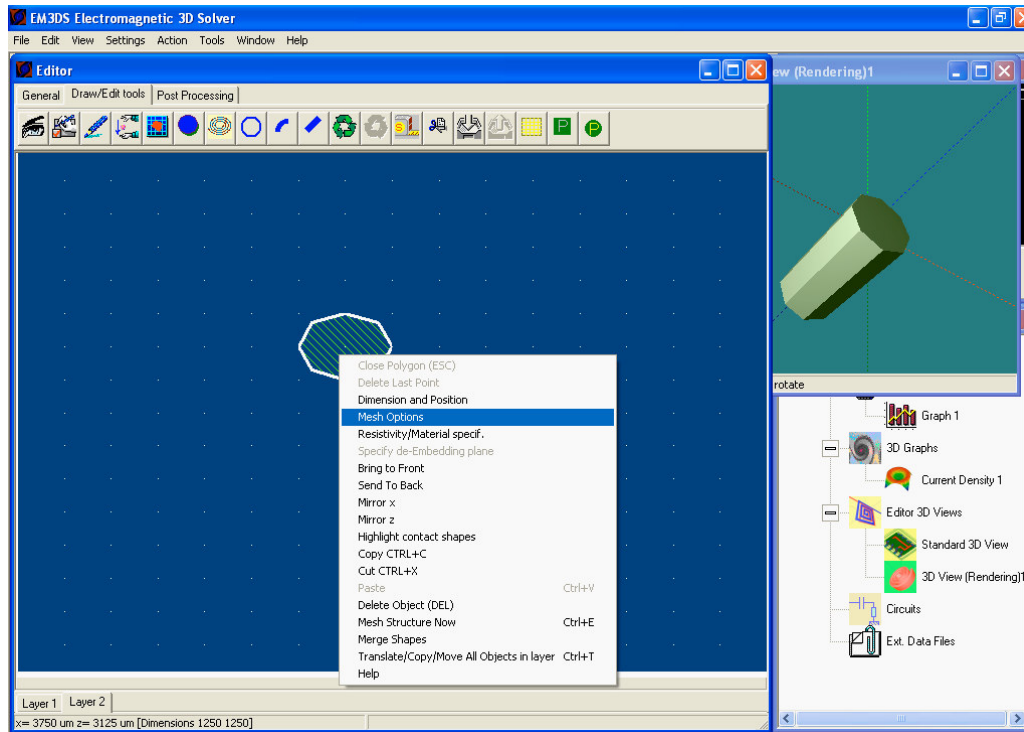 EM3DS Electromagnetic 3D Solver
File Edit View Settings Action Tools Window Help
Editor
ew (Rendering)1
General Draw/Edit tools Post Processing
S P P
Close Polygon (ESC)
Delete Last Point
Dimension and Position
Mesh Options
Resistivity/Material specif.
Specify de-Embedding plane
Bring to Front
Send To Back
Mirror x
Mirror z
Highlight contact shapes
Copy CTRL+C
Cut CTRL+X
Paste Ctrl+V
Delete Object (DEL)
Mesh Structure Now Ctrl+E
Merge Shapes
Translate/Copy/Move All Objects in layer Ctrl+T
Help
rotate
Graph 1
3D Graphs
Current Density 1
Editor 3D Views
Standard 3D View
3D View (Rendering)1
Circuits
Ext. Data Files
Layer 1 Layer 2
x= 3750 um z= 3125 um [Dimensions 1250 1250]